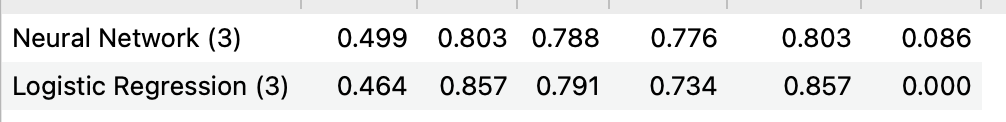 Neural Network (3) 0.499 0.803 0.788 0.776 0.803 0.086
Logistic Regression (3) 0.464 0.857 0.791 0.734 0.857 0.000